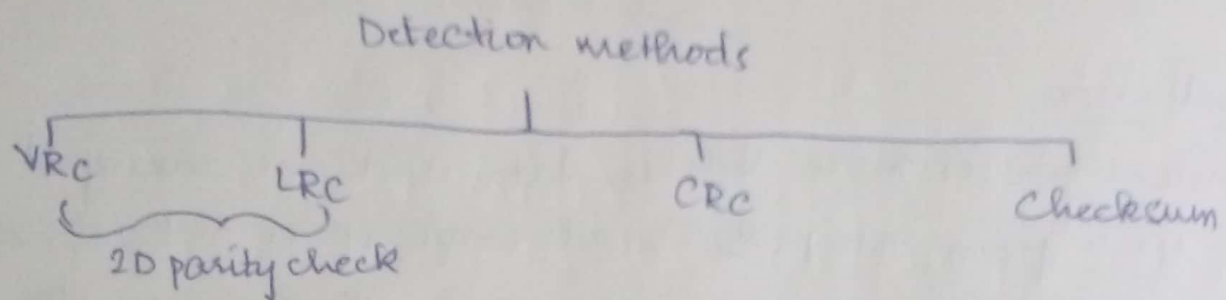 Detection methods
VRC LRC CRC Checksum
2D parity check